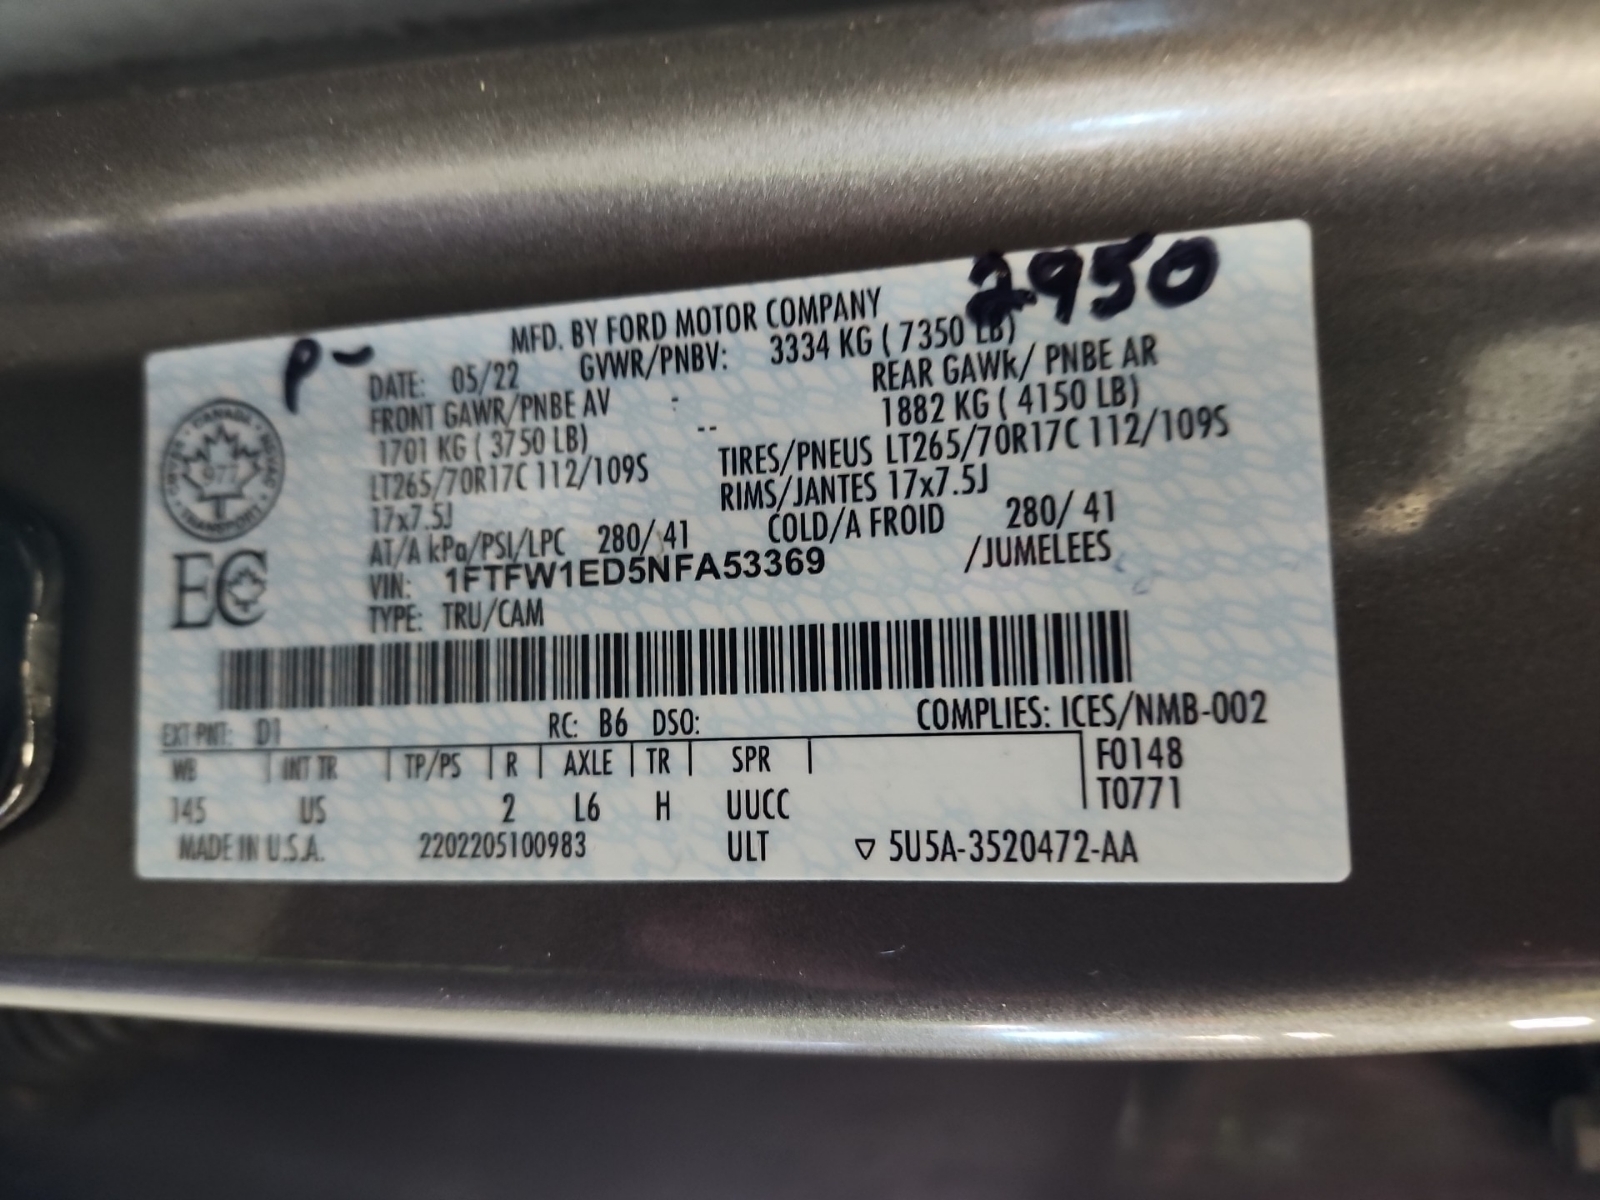 2950
P-
MFD. BY FORD MOTOR COMPANY
DATE: 05/22 GVWR/PNBV: 3334 KG ( 7350 LB)
FRONT GAWR/PNBE AV REAR GAWR/ PNBE AR
1701 KG ( 3750 LB) 1882 KG ( 4150 LB)
LT265/70R17C 112/109S TIRES/PNEUS LT265/70R17C 112/109S
17x7.5J RIMS/JANTES 17x7.5J
AT/A kPa/PSI/LPC 280/ 41 COLD/A FROID 280/ 41
VIN: 1FTFW1ED5NFA53369 /JUMELEES
TYPE: TRU/CAM
CANADA
977
TRANSPORT
EC
EXT PNT: D1 RC: B6 DSO: COMPLIES: ICES/NMB-002
WB INT TR TP/PS R AXLE TR SPR F0148
145 US 2 L6 H UUCC T0771
MADE IN U.S.A. 2202205100983 ULT ▽ 5U5A-3520472-AA